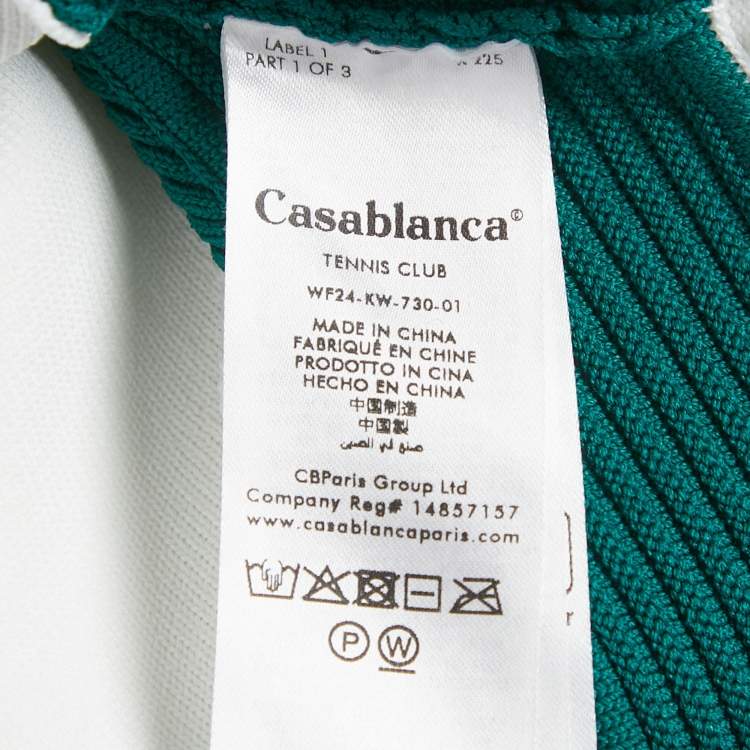 LABEL 1
PART 1 OF 3
225
Casablanca©
TENNIS CLUB
WF24-KW-730-01
MADE IN CHINA
FABRIQUÉ EN CHINE
PRODOTTO IN CINA
HECHO EN CHINA
中国制造
中国製
صنع في الصين
CBParis Group Ltd
Company Reg# 14857157
www.casablancaparis.com
P W